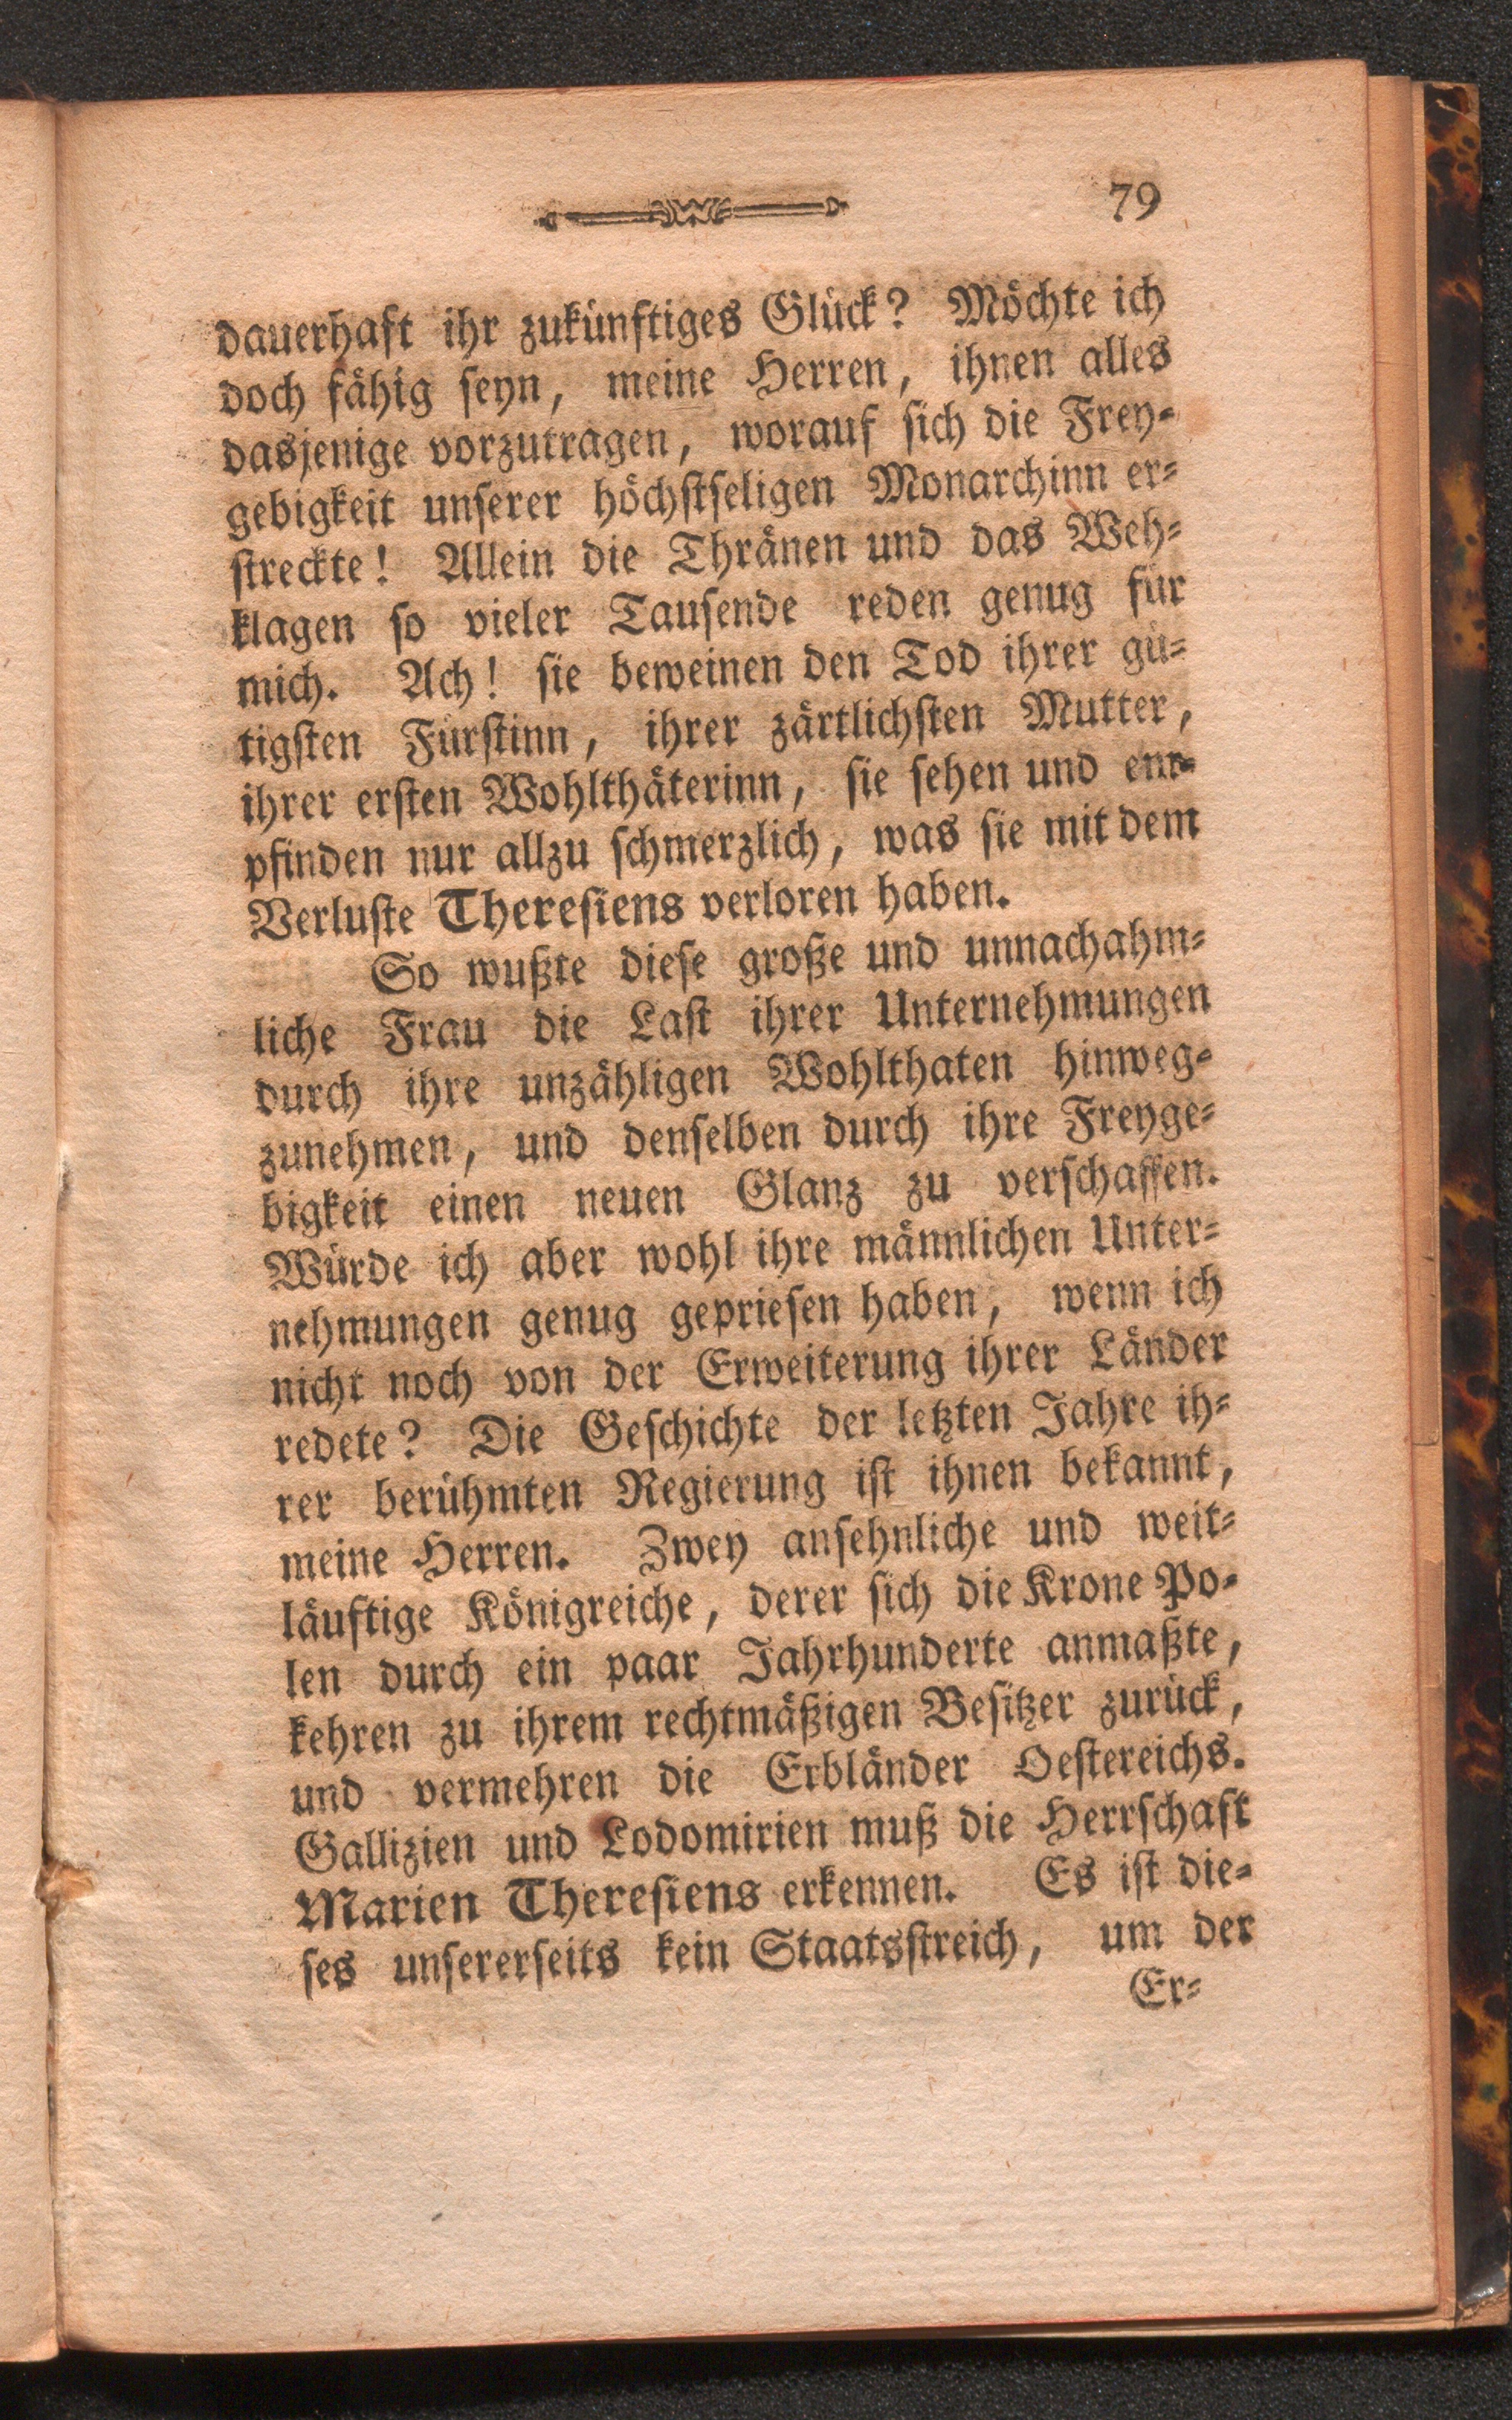 79
dauerhaft ihr zukünftiges Glück? Möchte ich
doch fähig seyn, meine Herren, ihnen alles
dasjenige vorzutragen, worauf sich die Frey-
gebigkeit unserer höchstseligen Monarchinn er-
streckte! Allein die Thränen und das Weh-
klagen so vieler Tausende reden genug für
mich. Ach! sie beweinen den Tod ihrer gü-
tigsten Fürstinn, ihrer zärtlichsten Mutter,
ihrer ersten Wohlthäterinn, sie sehen und em-
pfinden nur allzu schmerzlich, was sie mit dem
Verluste Theresiens verloren haben.
So wußte diese große und unnachahm-
liche Frau die Last ihrer Unternehmungen
durch ihre unzähligen Wohlthaten hinweg-
zunehmen, und denselben durch ihre Freyge-
bigkeit einen neuen Glanz zu verschaffen.
Würde ich aber wohl ihre männlichen Unter-
nehmungen genug gepriesen haben, wenn ich
nicht noch von der Erweiterung ihrer Länder
redete? Die Geschichte der letzten Jahre ih-
rer berühmten Regierung ist ihnen bekannt,
meine Herren. Zwey ansehnliche und weit-
läuftige Königreiche, derer sich die Krone Po-
len durch ein paar Jahrhunderte anmaßte,
kehren zu ihrem rechtmäßigen Besitzer zurück,
und vermehren die Erbländer Oestereichs.
Gallizien und Lodomirien muß die Herrschaft
Marien Theresiens erkennen. Es ist die-
ses unsererseits kein Staatsstreich, um der
Er-